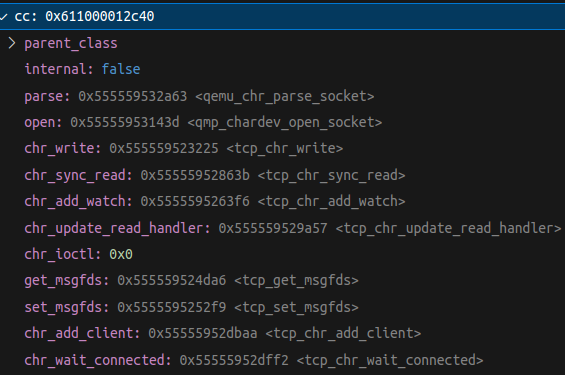 cc: 0x611000012c40
parent_class
internal: false
parse: 0x555559532a63 <qemu_chr_parse_socket>
open: 0x55555953143d <qmp_chardev_open_socket>
chr_write: 0x555559523225 <tcp_chr_write>
chr_sync_read: 0x55555952863b <tcp_chr_sync_read>
chr_add_watch: 0x5555595263f6 <tcp_chr_add_watch>
chr_update_read_handler: 0x555559529a57 <tcp_chr_update_read_handler>
chr_ioctl: 0x0
get_msgfds: 0x555559524da6 <tcp_get_msgfds>
set_msgfds: 0x5555595252f9 <tcp_set_msgfds>
chr_add_client: 0x55555952dbaa <tcp_chr_add_client>
chr_wait_connected: 0x55555952dff2 <tcp_chr_wait_connected>